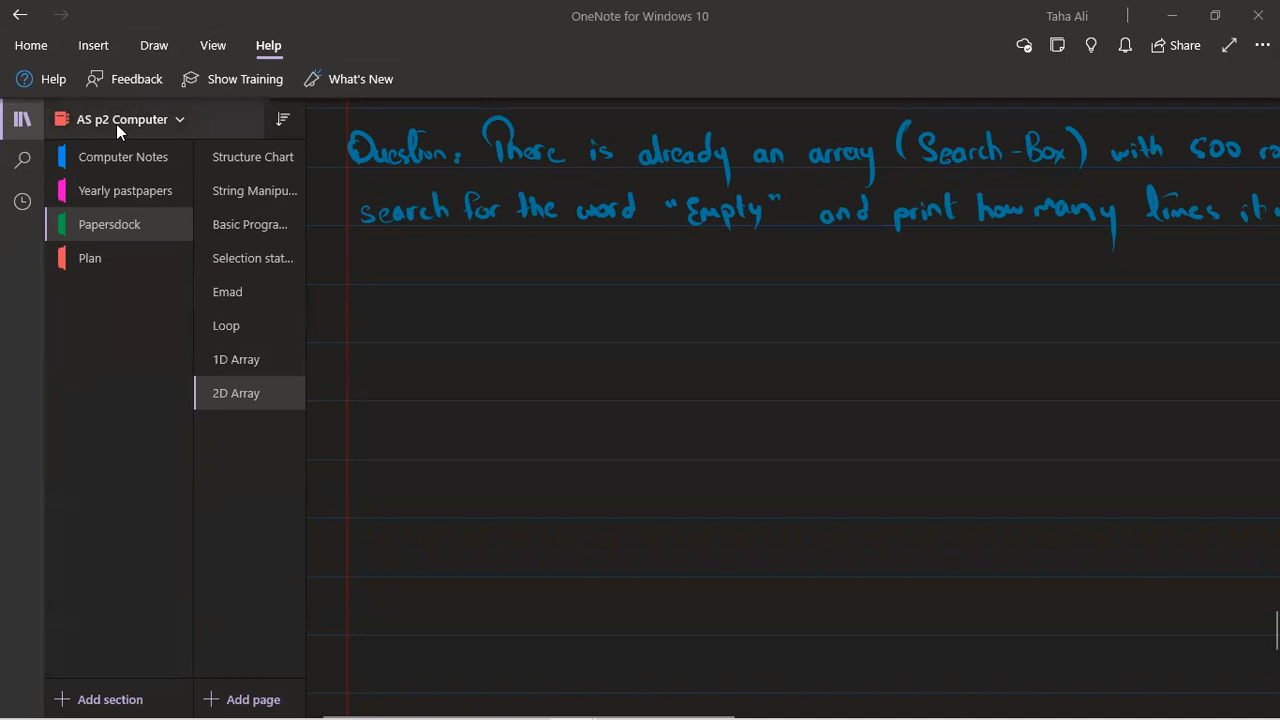 OneNote for Windows 10
Taha Ali
Home Insert Draw View Help
Share
Help Feedback Show Training What's New
AS p2 Computer
Computer Notes
Yearly pastpapers
Papersdock
Plan
Structure Chart
String Manipu...
Basic Progra...
Selection stat...
Emad
Loop
1D Array
2D Array
Question: There is already an array (Search-Box) with 500
search for the word "Empty" and print how many times it
Add section
Add page